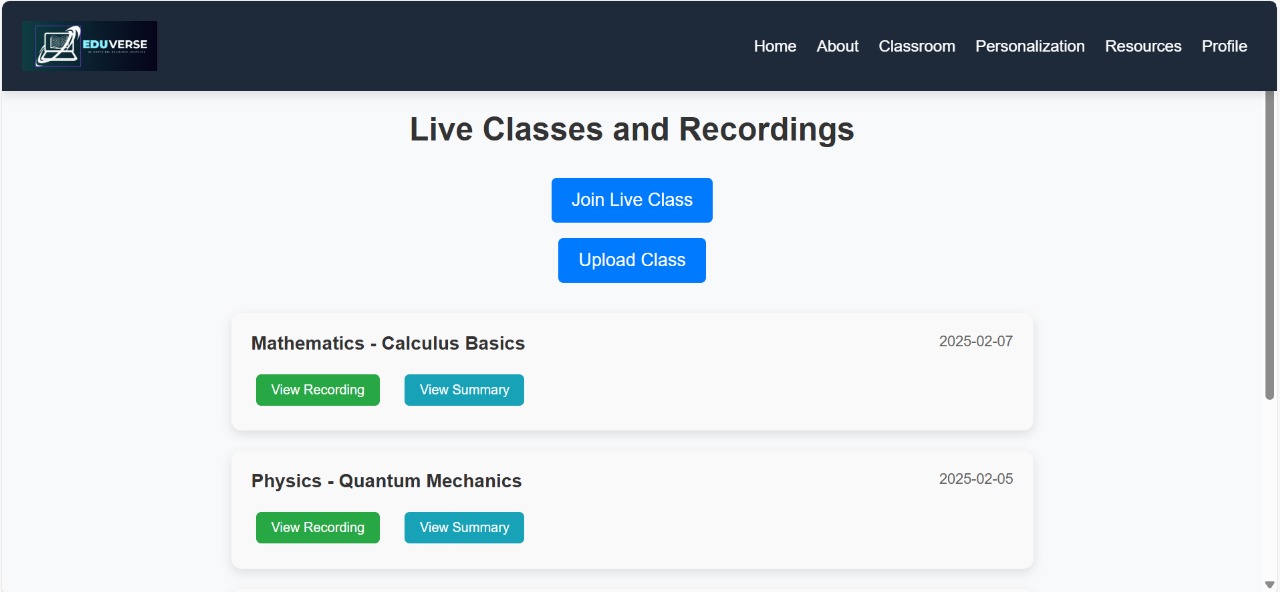 EDUVERSE
Home About Classroom Personalization Resources Profile
Live Classes and Recordings
Join Live Class
Upload Class
Mathematics - Calculus Basics 2025-02-07
View Recording View Summary
Physics - Quantum Mechanics 2025-02-05
View Recording View Summary